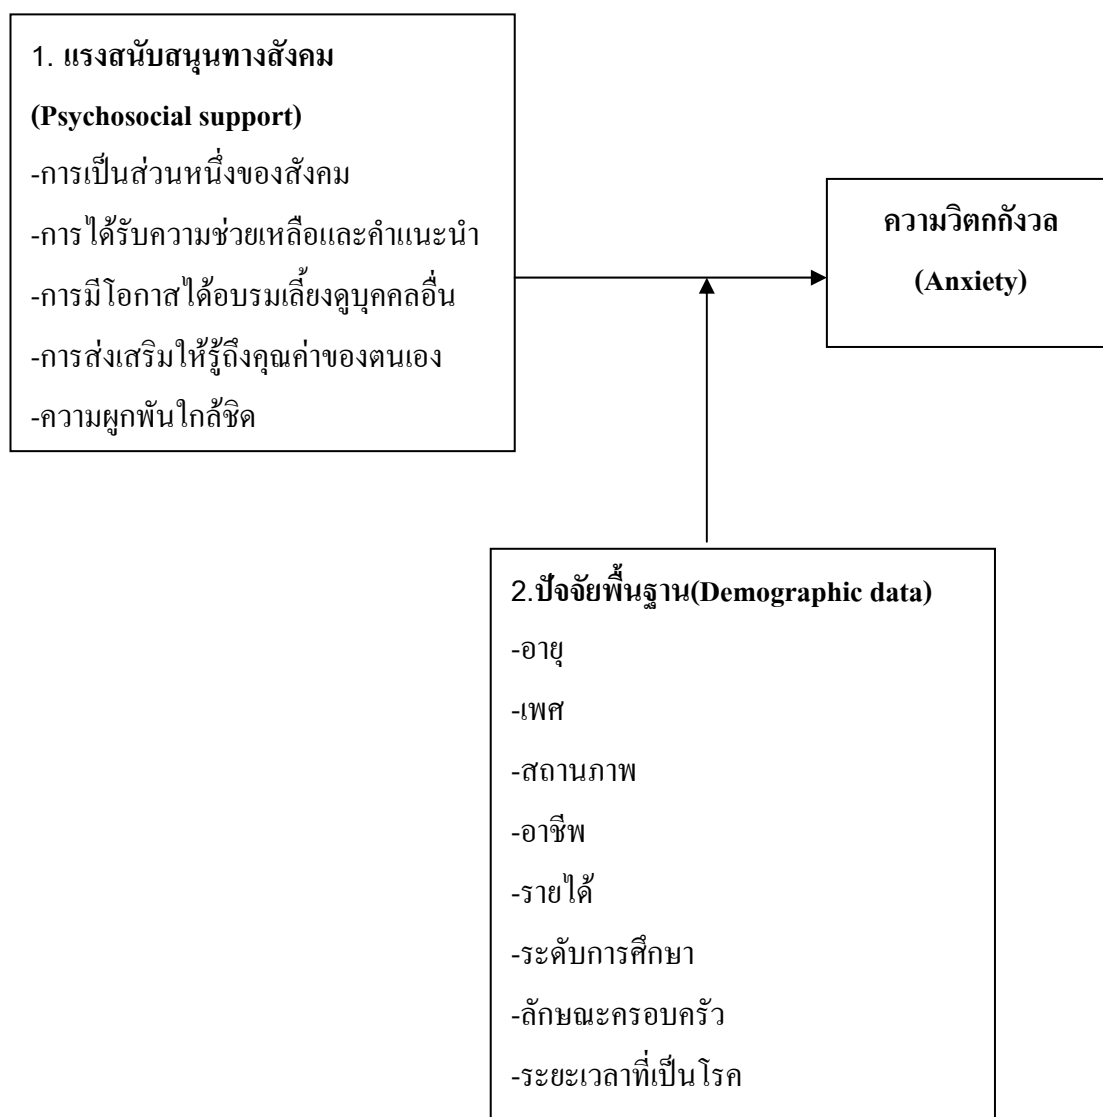 1. แรงสนับสนุนทางสังคม
(Psychosocial support)
-การเป็นส่วนหนึ่งของสังคม
-การได้รับความช่วยเหลือและคำแนะนำ
-การมีโอกาสได้อบรมเลี้ยงดูบุคคลอื่น
-การส่งเสริมให้รู้ถึงคุณค่าของตนเอง
-ความผูกพันใกล้ชิด
ความวิตกกังวล
(Anxiety)
2.ปัจจัยพื้นฐาน(Demographic data)
-อายุ
-เพศ
-สถานภาพ
-อาชีพ
-รายได้
-ระดับการศึกษา
-ลักษณะครอบครัว
-ระยะเวลาที่เป็นโรค